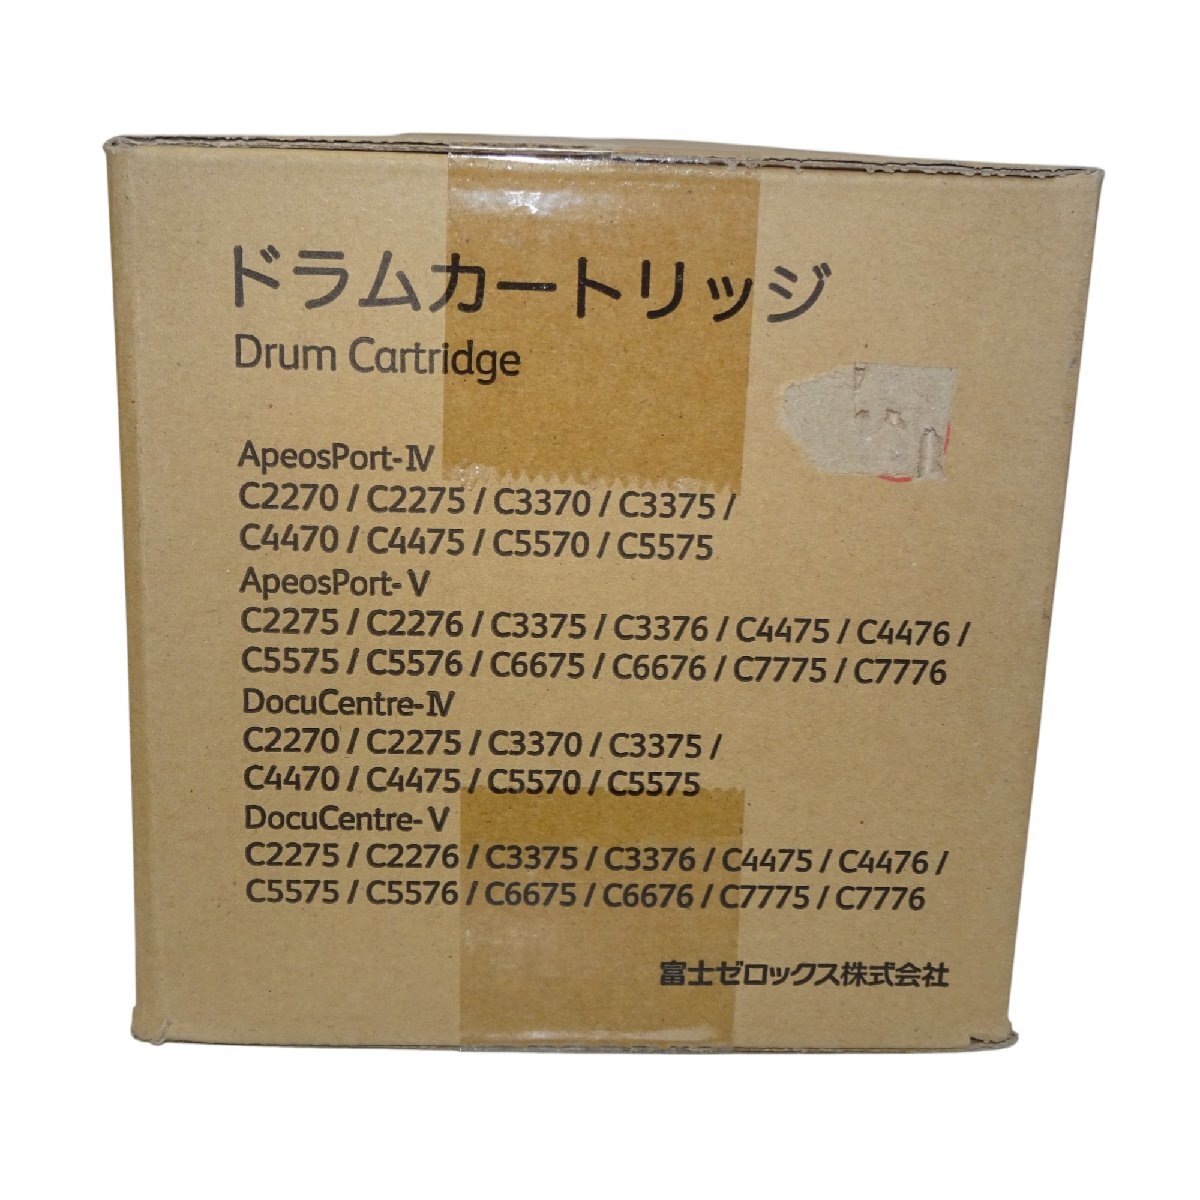 ドラムカートリッジ
Drum Cartridge
ApeosPort-Ⅳ
C2270 / C2275 / C3370 / C3375 /
C4470 / C4475 / C5570 / C5575
ApeosPort-Ⅴ
C2275 / C2276 / C3375 / C3376 / C4475 / C4476 /
C5575 / C5576 / C6675 / C6676 / C7775 / C7776
DocuCentre-Ⅳ
C2270 / C2275 / C3370 / C3375 /
C4470 / C4475 / C5570 / C5575
DocuCentre-Ⅴ
C2275 / C2276 / C3375 / C3376 / C4475 / C4476 /
C5575 / C5576 / C6675 / C6676 / C7775 / C7776
富士ゼロックス株式会社